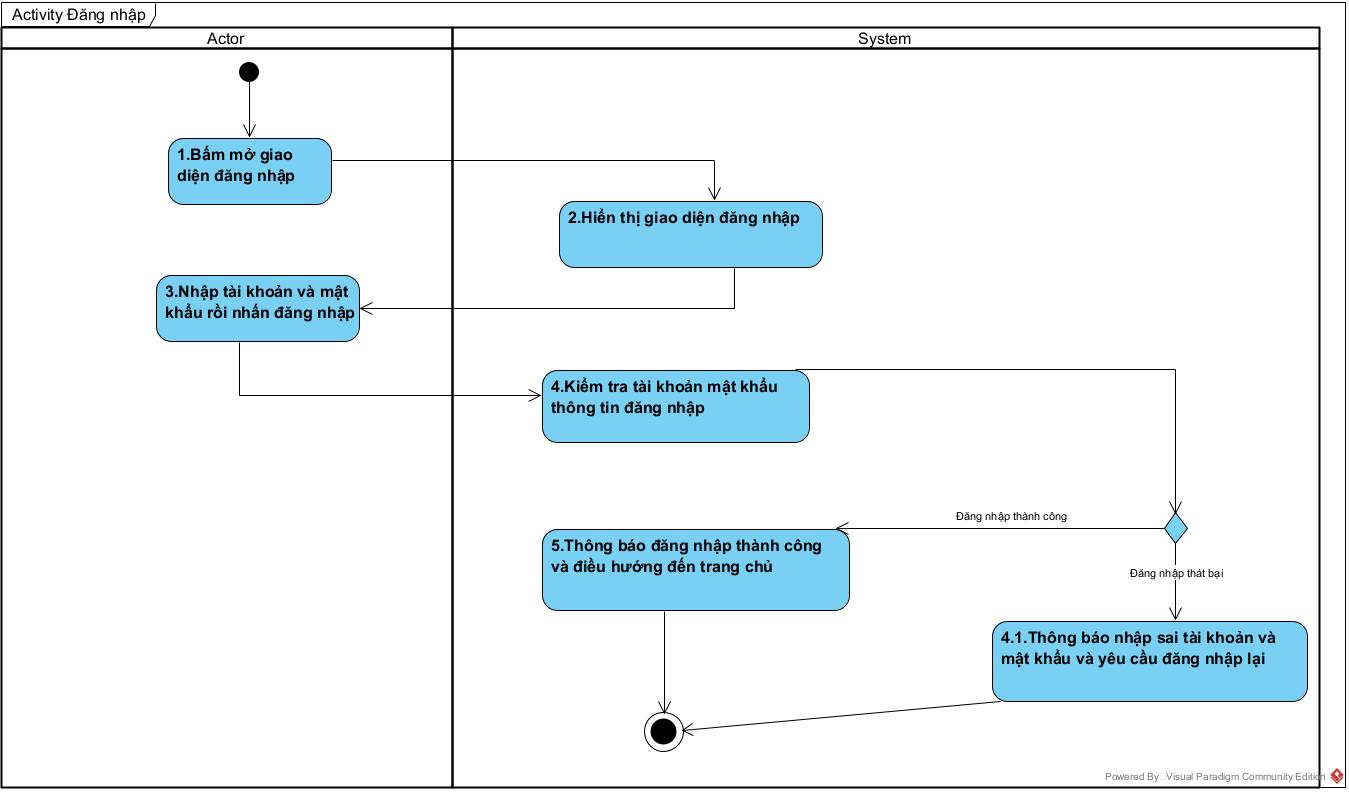 Activity Đăng nhập
Actor
System
1.Bấm mở giao
diện đăng nhập
2.Hiển thị giao diện đăng nhập
3.Nhập tài khoản và mật
khẩu rồi nhấn đăng nhập
4.Kiểm tra tài khoản mật khẩu
thông tin đăng nhập
Đăng nhập thành công
5.Thông báo đăng nhập thành công
và điều hướng đến trang chủ
Đăng nhập thát bại
4.1.Thông báo nhập sai tài khoản và
mật khẩu và yêu cầu đăng nhập lại
Powered By Visual Paradigm Community Edition